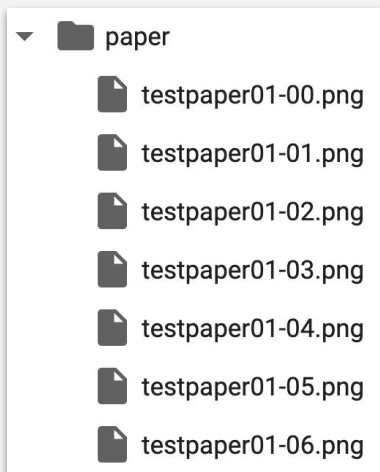 paper
testpaper01-00.png
testpaper01-01.png
testpaper01-02.png
testpaper01-03.png
testpaper01-04.png
testpaper01-05.png
testpaper01-06.png